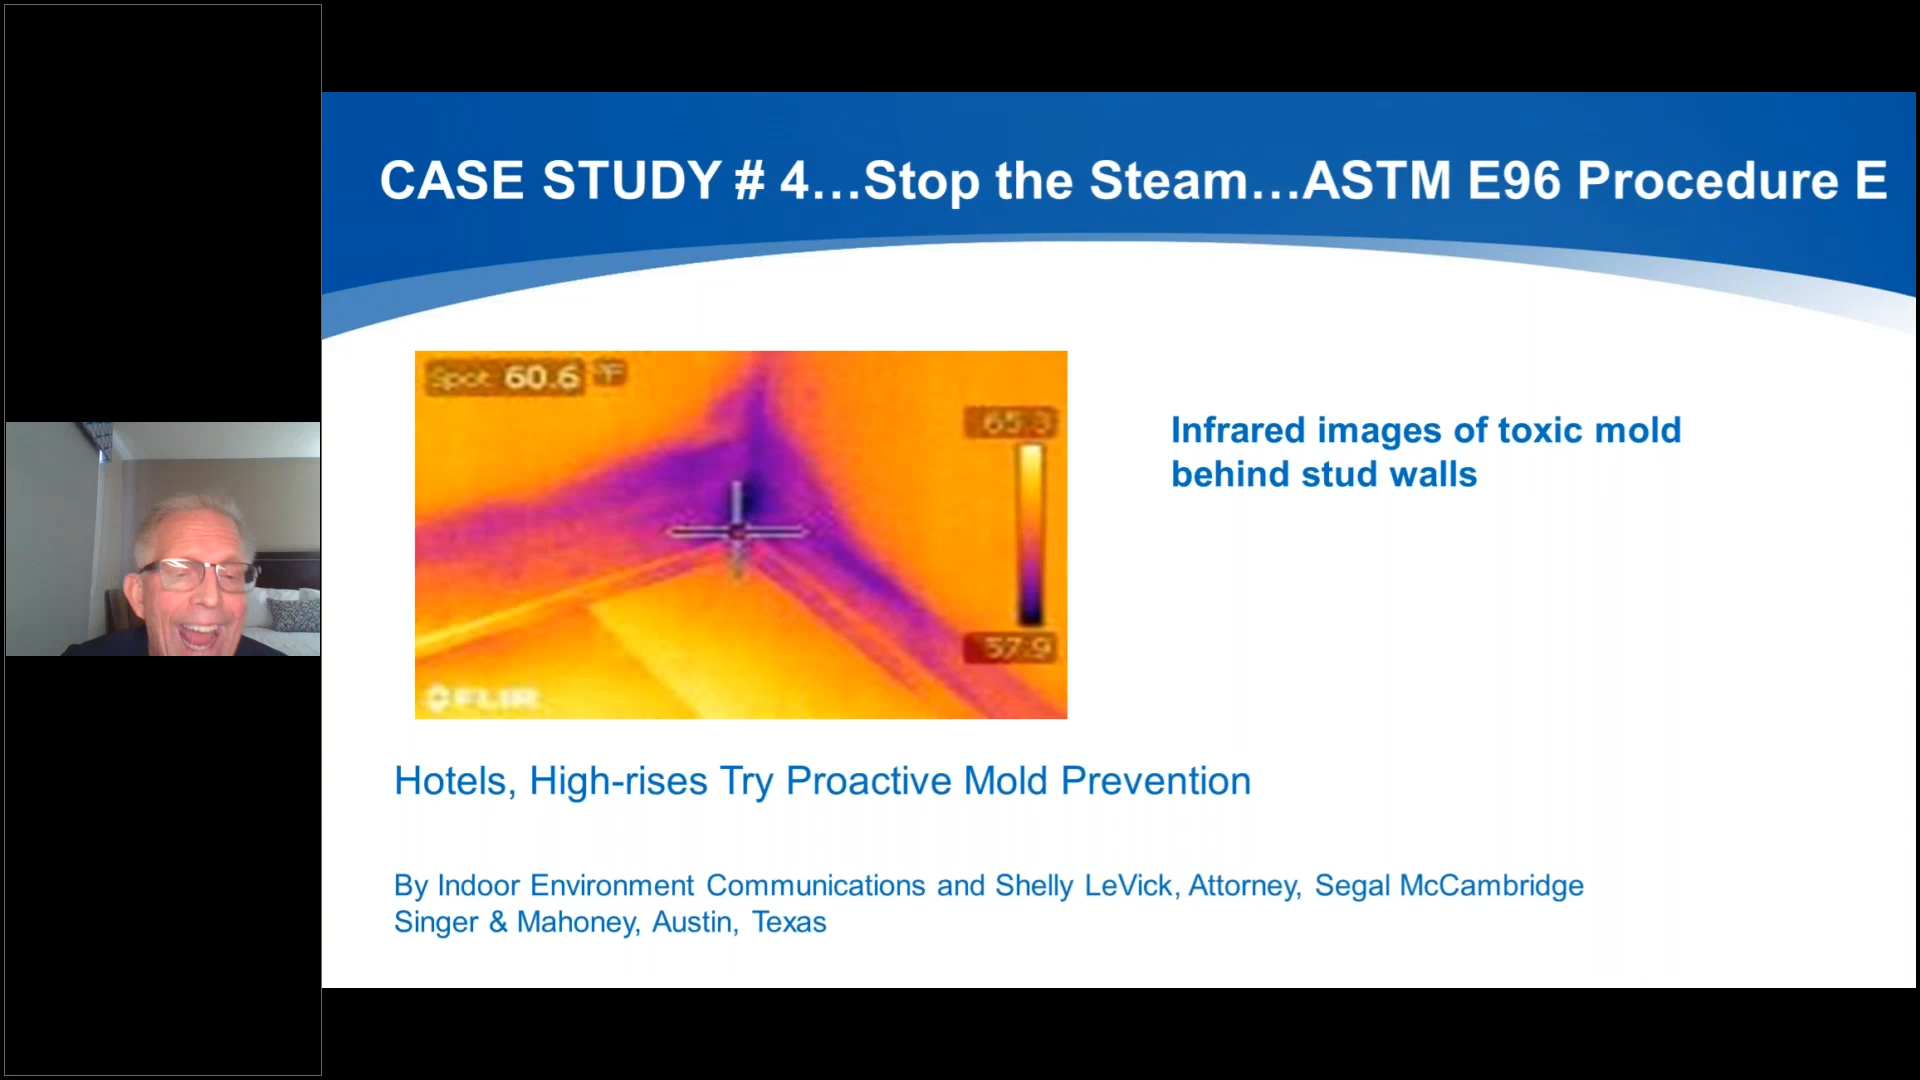 CASE STUDY # 4…Stop the Steam…ASTM E96 Procedure E
Spot 60.6 °F
65.3
Infrared images of toxic mold
behind stud walls
57.9
FLIR
Hotels, High-rises Try Proactive Mold Prevention
By Indoor Environment Communications and Shelly LeVick, Attorney, Segal McCambridge
Singer & Mahoney, Austin, Texas